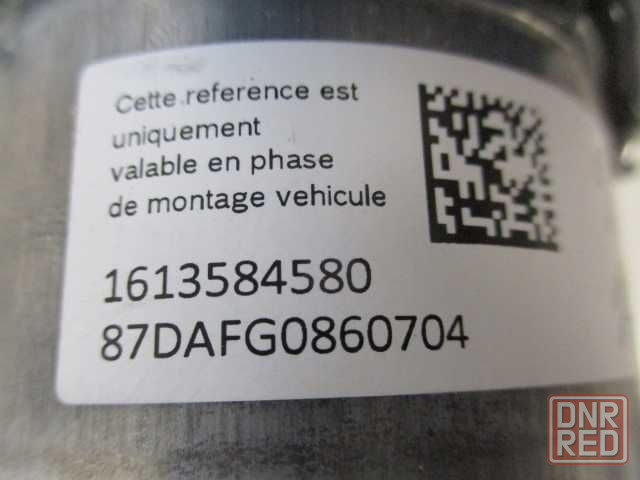 Cette reference est
uniquement
valable en phase
de montage vehicule
1613584580
87DAFG0860704
DNR
RED